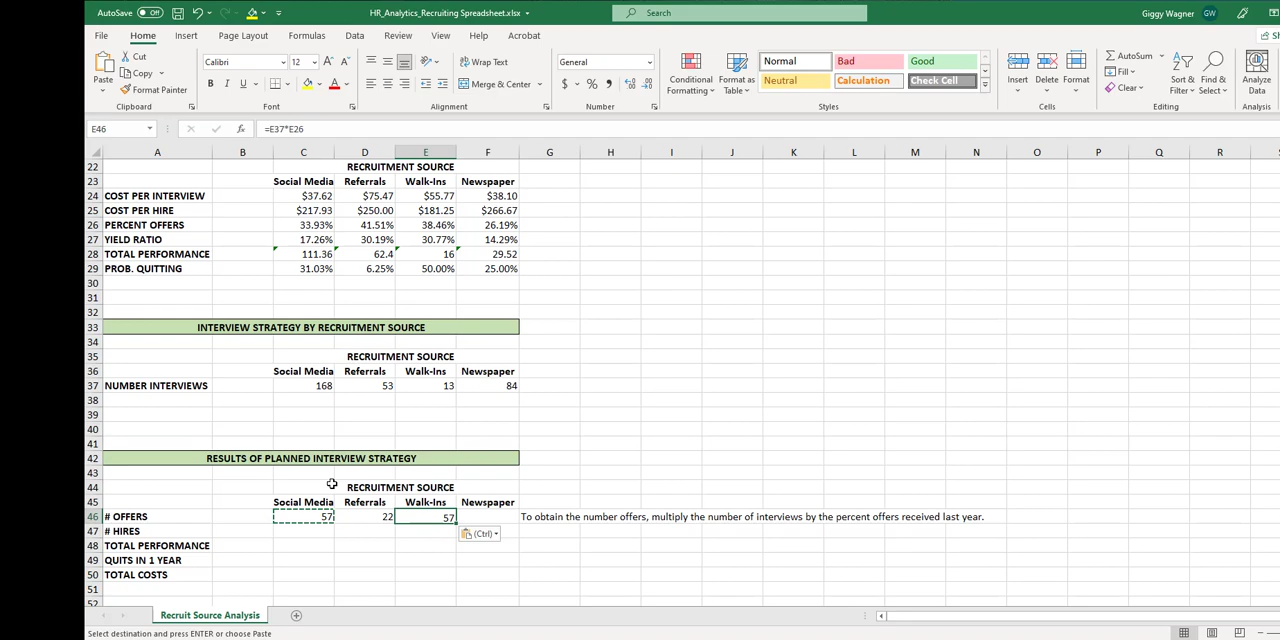 AutoSave Off HR_Analytics_Recruiting Spreadsheet.xlsx Search Giggy Wagner GW
File Home Insert Page Layout Formulas Data Review View Help Acrobat
Paste Cut Copy Format Painter Clipboard
Calibri 12 A A B I U A Font
Wrap Text Merge & Center Alignment
General $ % , Number
Conditional Formatting Format as Table Normal Bad Good Neutral Calculation Check Cell Styles
Insert Delete Format Cells
AutoSum Fill Clear Sort & Filter Find & Select Editing
Analyze Data Analysis
E46 fx =E37*E26
A B C D E F G H I J K L M N O P Q R
22 RECRUITMENT SOURCE
23 Social Media Referrals Walk-Ins Newspaper
24 COST PER INTERVIEW $37.62 $75.47 $55.77 $38.10
25 COST PER HIRE $217.93 $250.00 $181.25 $266.67
26 PERCENT OFFERS 33.93% 41.51% 38.46% 26.19%
27 YIELD RATIO 17.26% 30.19% 30.77% 14.29%
28 TOTAL PERFORMANCE 111.36 62.4 16 29.52
29 PROB. QUITTING 31.03% 6.25% 50.00% 25.00%
30
31
32
33 INTERVIEW STRATEGY BY RECRUITMENT SOURCE
34
35 RECRUITMENT SOURCE
36 Social Media Referrals Walk-Ins Newspaper
37 NUMBER INTERVIEWS 168 53 13 84
38
39
40
41
42 RESULTS OF PLANNED INTERVIEW STRATEGY
43
44 RECRUITMENT SOURCE
45 Social Media Referrals Walk-Ins Newspaper
46 # OFFERS 57 22 57 To obtain the number offers, multiply the number of interviews by the percent offers received last year.
47 # HIRES (Ctrl)
48 TOTAL PERFORMANCE
49 QUITS IN 1 YEAR
50 TOTAL COSTS
51
52
Recruit Source Analysis
Select destination and press ENTER or choose Paste